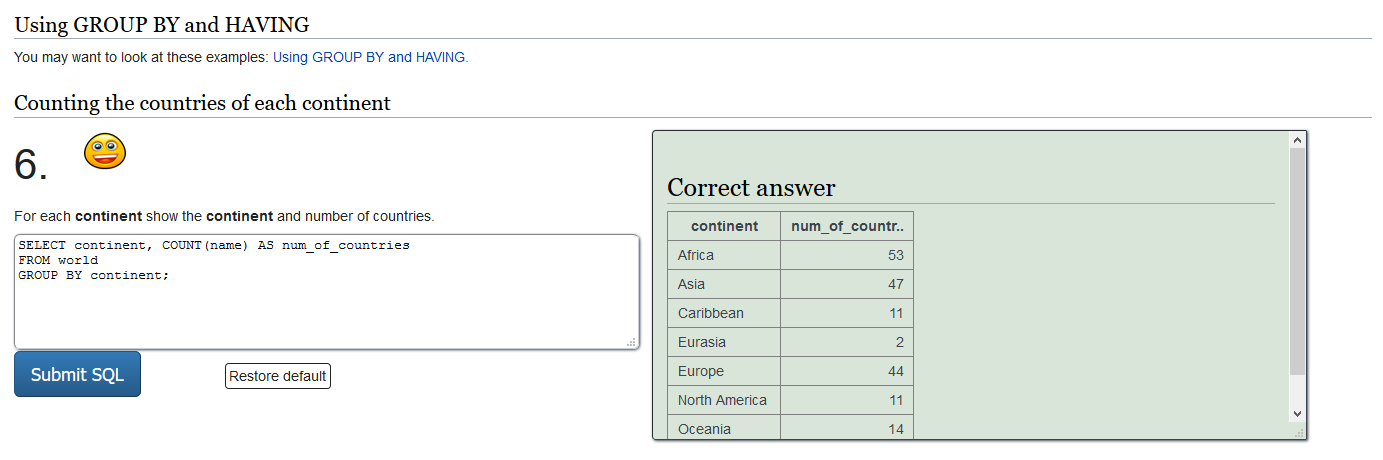 Using GROUP BY and HAVING
You may want to look at these examples: Using GROUP BY and HAVING.
Counting the countries of each continent
6.
For each continent show the continent and number of countries.
SELECT continent, COUNT(name) AS num_of_countries
FROM world
GROUP BY continent;
Submit SQL
Restore default
Correct answer
continent num_of_countr..
Africa 53
Asia 47
Caribbean 11
Eurasia 2
Europe 44
North America 11
Oceania 14